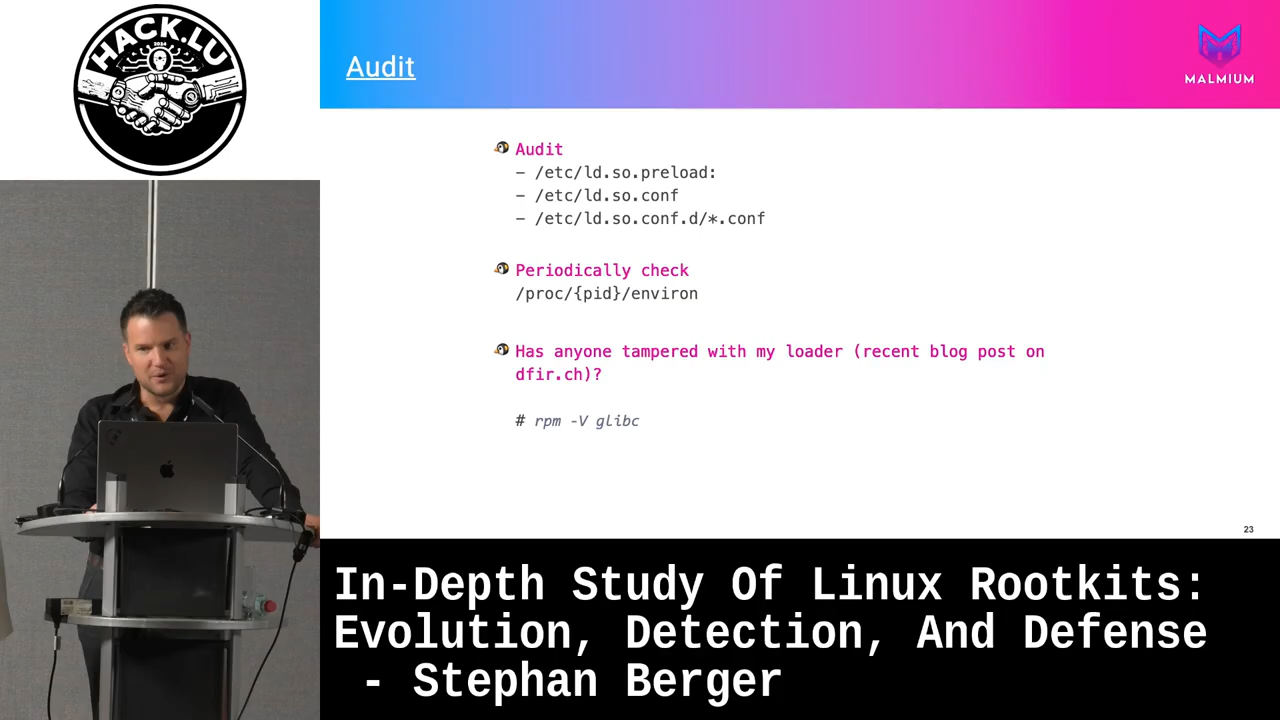 HACK.LU
2024
Audit
MALMIUM
Audit
- /etc/ld.so.preload:
- /etc/ld.so.conf
- /etc/ld.so.conf.d/*.conf
Periodically check
/proc/{pid}/environ
Has anyone tampered with my loader (recent blog post on
dfir.ch)?
# rpm -V glibc
23
In-Depth Study Of Linux Rootkits:
Evolution, Detection, And Defense
- Stephan Berger